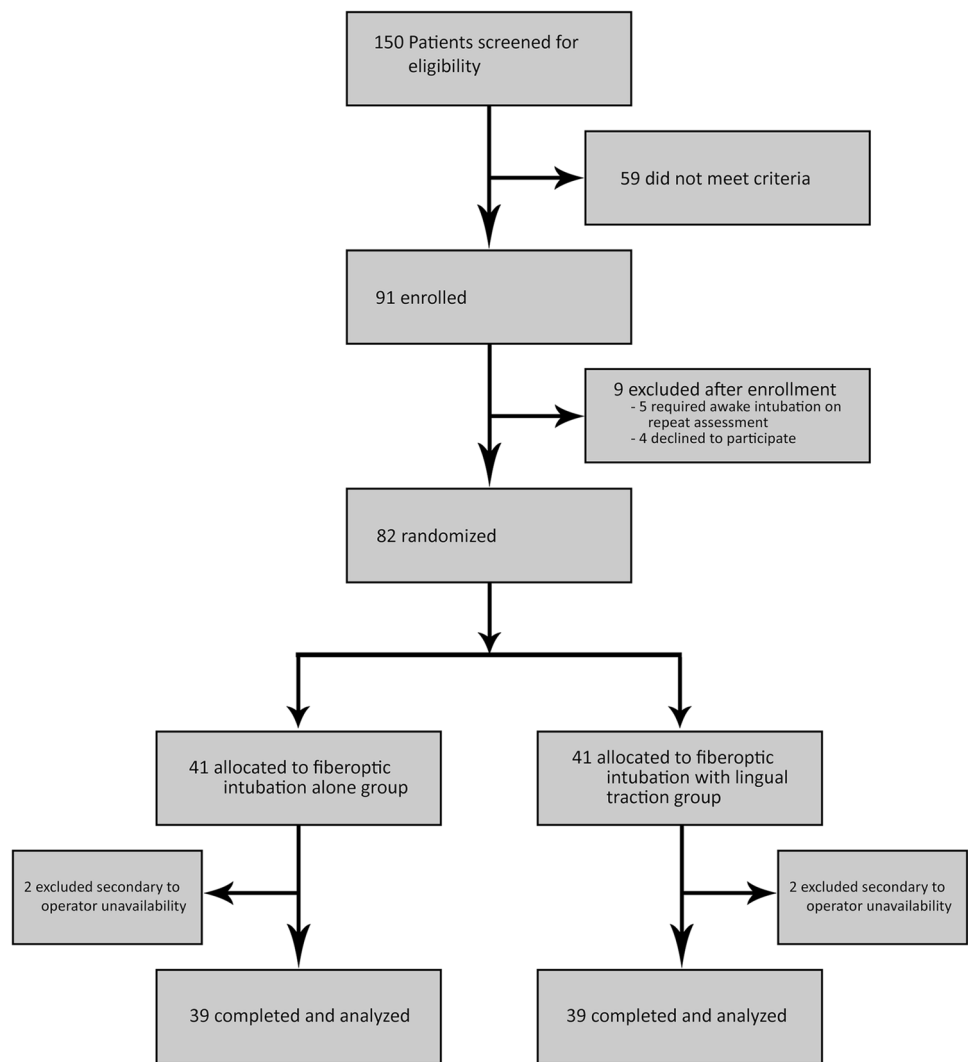 150 Patients screened for
eligibility
59 did not meet criteria
91 enrolled
9 excluded after enrollment
- 5 required awake intubation on
repeat assessment
- 4 declined to participate
82 randomized
41 allocated to fiberoptic
intubation alone group
41 allocated to fiberoptic
intubation with lingual
traction group
2 excluded secondary to
operator unavailability
2 excluded secondary to
operator unavailability
39 completed and analyzed
39 completed and analyzed